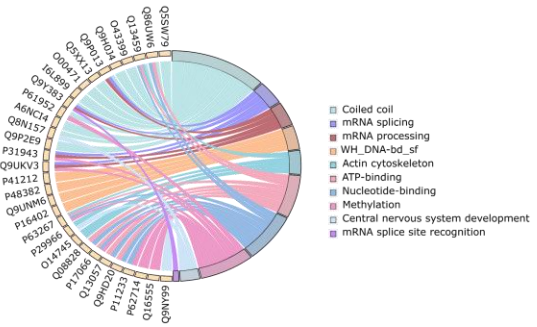 Q5SW79
Q86UW6
Q13459
O43399
Q9H0J4
Q9P013
Q5XX13
O00471
I6L899
Q9Y383
P61952
A6NCI4
Q8N157
Q9P2E9
P31943
Q9UKV3
P41212
P48382
Q9UNM6
P16402
P63267
P29966
O14745
Q08828
P17066
Q13057
Q9HD20
P11233
P62714
Q16555
Q9NY99
Coiled coil
mRNA splicing
mRNA processing
WH_DNA-bd_sf
Actin cytoskeleton
ATP-binding
Nucleotide-binding
Methylation
Central nervous system development
mRNA splice site recognition